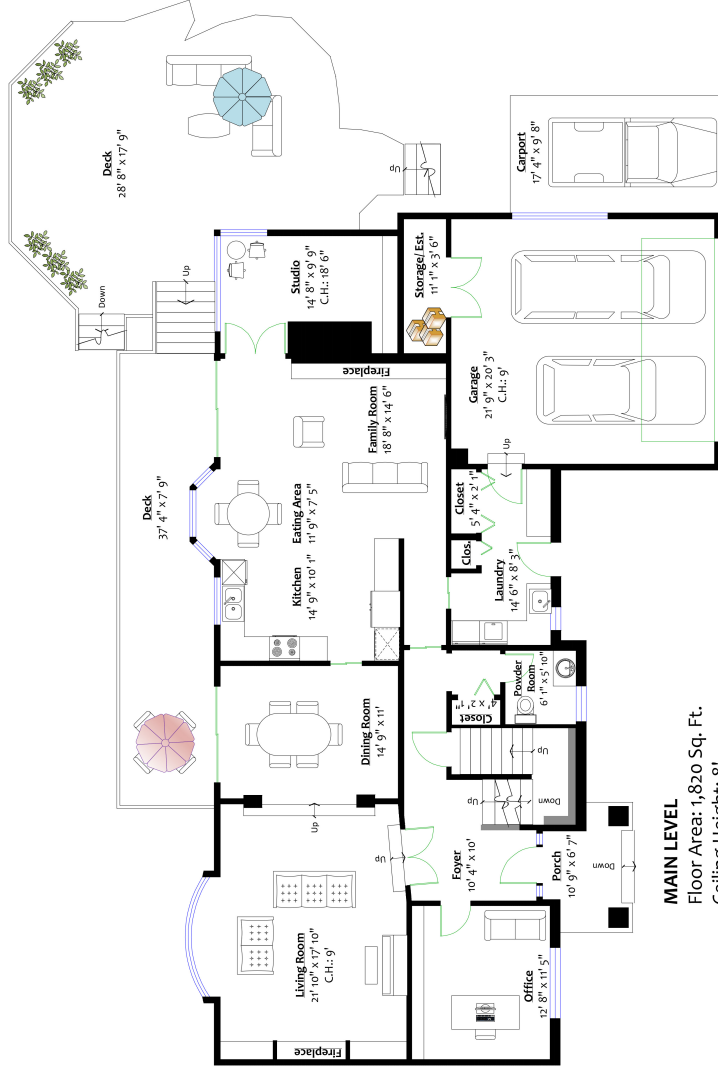 Deck
28' 8" x 17' 9"
Up
Carport
17' 4" x 9' 8"
Down
Up
Studio
14' 8" x 9' 9"
C.H.: 18' 6"
Storage/ Est.
11' 1" x 3' 6"
Fireplace
Family Room
18' 8" x 14' 6"
Garage
21' 9" x 20' 3"
C.H.: 9'
Up
Deck
37' 4" x 7' 9"
Eating Area
11' 9" x 7' 5"
Kitchen
14' 9" x 10' 1"
Closet
5' 4" x 2' 1"
Clos.
Laundry
14' 6" x 8' 3"
Powder
Room
6' 1" x 5' 10"
Closet
4' x 2' 1"
Dining Room
14' 9" x 11'
Up
Up
Down
Up
Up
Foyer
10' 4" x 10'
Porch
10' 9" x 6' 7"
Down
Living Room
21' 10" x 17' 10"
C.H.: 9'
Fireplace
Office
12' 8" x 11' 5"
MAIN LEVEL
Floor Area: 1,820 Sq. Ft.
Ceiling Height: 8'